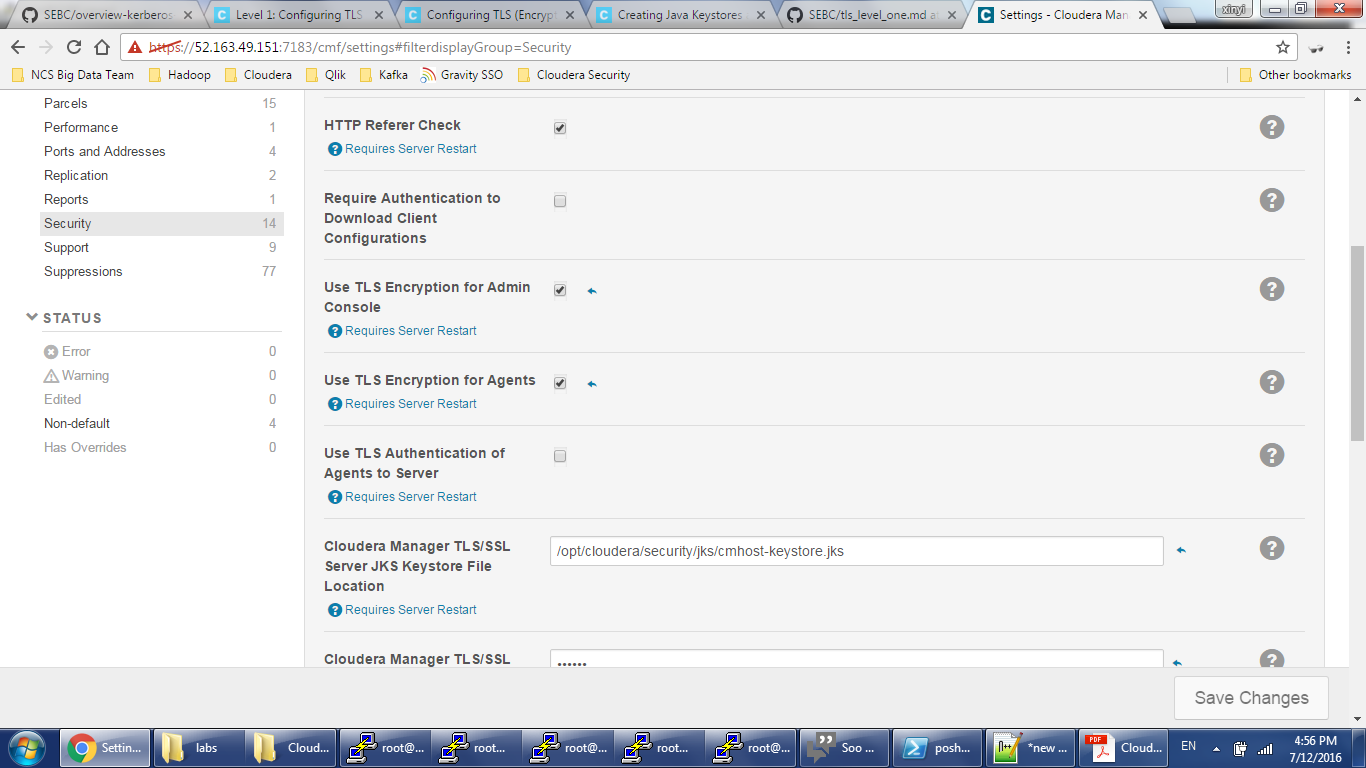 SEBC/overview-kerberos
Level 1: Configuring TLS
Configuring TLS (Encryp
Creating Java Keystores
SEBC/tls_level_one.md at
Settings - Cloudera Man
xinyi
https://52.163.49.151:7183/cmf/settings#filterdisplayGroup=Security
NCS Big Data Team
Hadoop
Cloudera
Qlik
Kafka
Gravity SSO
Cloudera Security
Other bookmarks
Parcels 15
Performance 1
Ports and Addresses 4
Replication 2
Reports 1
Security 14
Support 9
Suppressions 77
STATUS
Error 0
Warning 0
Edited 0
Non-default 4
Has Overrides 0
HTTP Referer Check
Requires Server Restart
Require Authentication to
Download Client
Configurations
Use TLS Encryption for Admin
Console
Requires Server Restart
Use TLS Encryption for Agents
Requires Server Restart
Use TLS Authentication of
Agents to Server
Requires Server Restart
Cloudera Manager TLS/SSL
Server JKS Keystore File
Location
/opt/cloudera/security/jks/cmhost-keystore.jks
Requires Server Restart
Cloudera Manager TLS/SSL
••••••
Save Changes
Settin...
labs
Cloud...
root@...
root...
root@...
root...
root@...
Soo ...
posh...
*new ...
PDF
Cloud...
EN
4:56 PM
7/12/2016